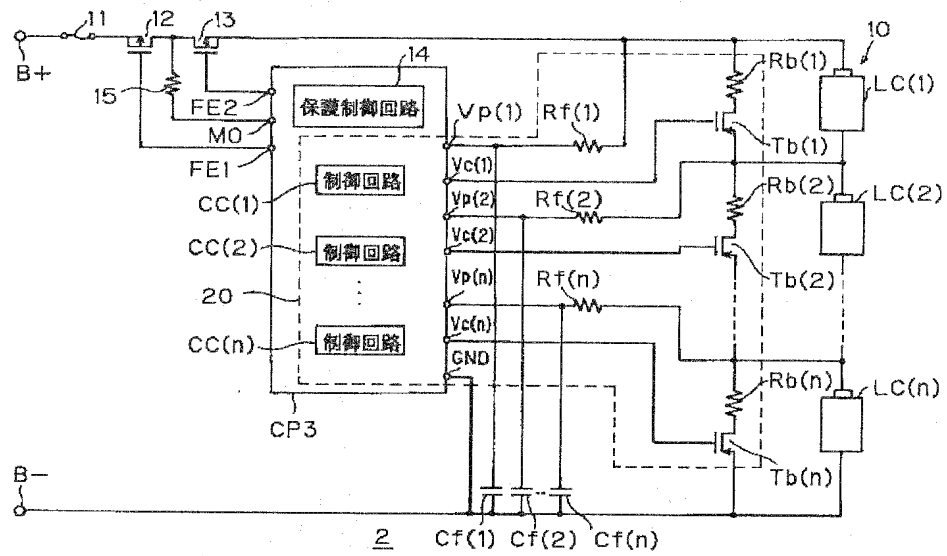 11
12
13
B+
15
14
10
保護制御回路
FE2
MO
FE1
Vp(1)
Rf(1)
Rb(1)
LC(1)
Vc(1)
Tb(1)
制御回路
CC(1)
Vp(2)
Rf(2)
Rb(2)
LC(2)
制御回路
CC(2)
Vc(2)
Tb(2)
Vp(n)
Rf(n)
20
Vc(n)
制御回路
CC(n)
GND
Rb(n)
LC(n)
CP3
Tb(n)
B-
2
Cf(1)
Cf(2)
Cf(n)